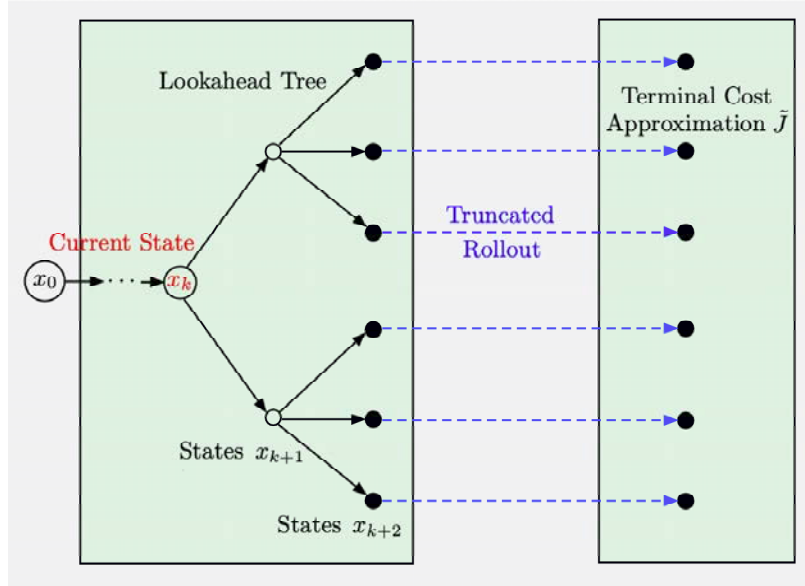 Lookahead Tree
Terminal Cost
Approximation J̃
Truncated
Rollout
Current State
x₀ ··· xₖ
States xₖ₊₁
States xₖ₊₂